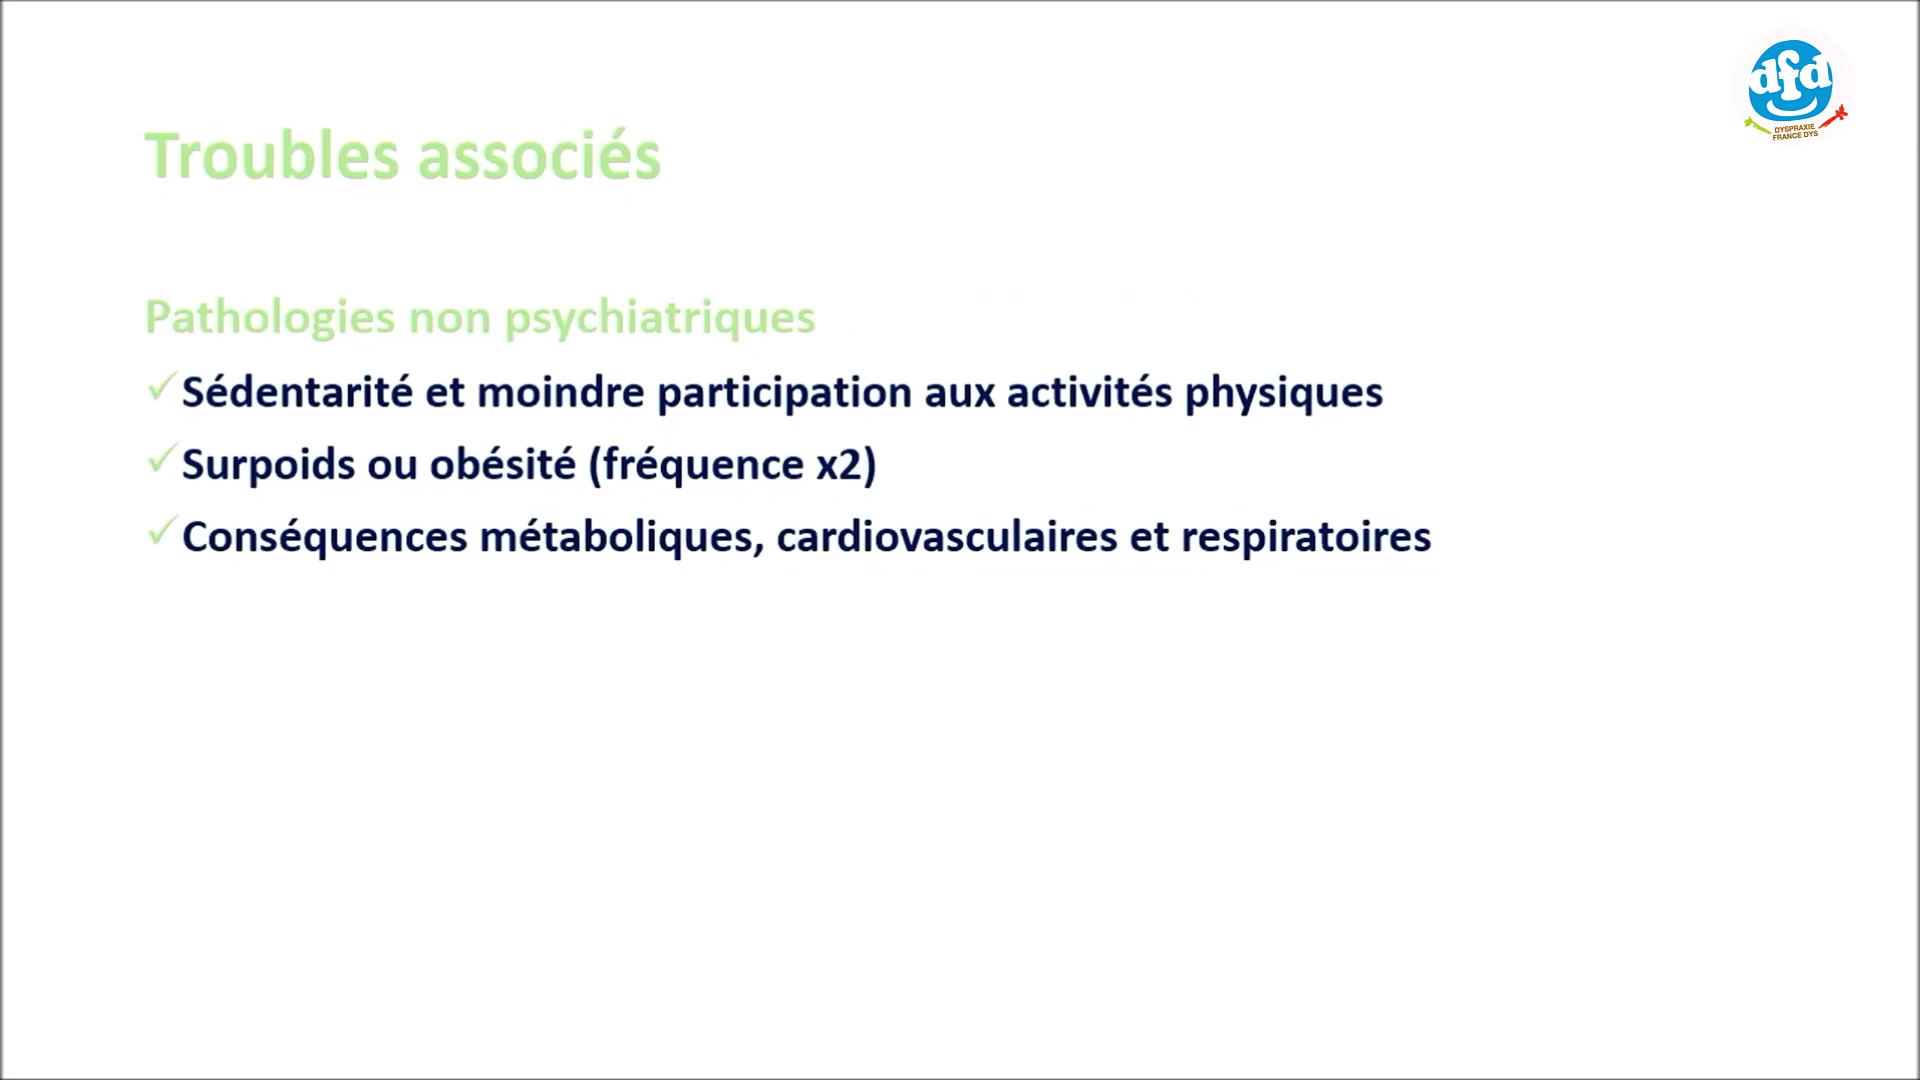 dfd
DYSPRAXIE
FRANCE DYS
Troubles associés
Pathologies non psychiatriques
✓Sédentarité et moindre participation aux activités physiques
✓Surpoids ou obésité (fréquence x2)
✓Conséquences métaboliques, cardiovasculaires et respiratoires